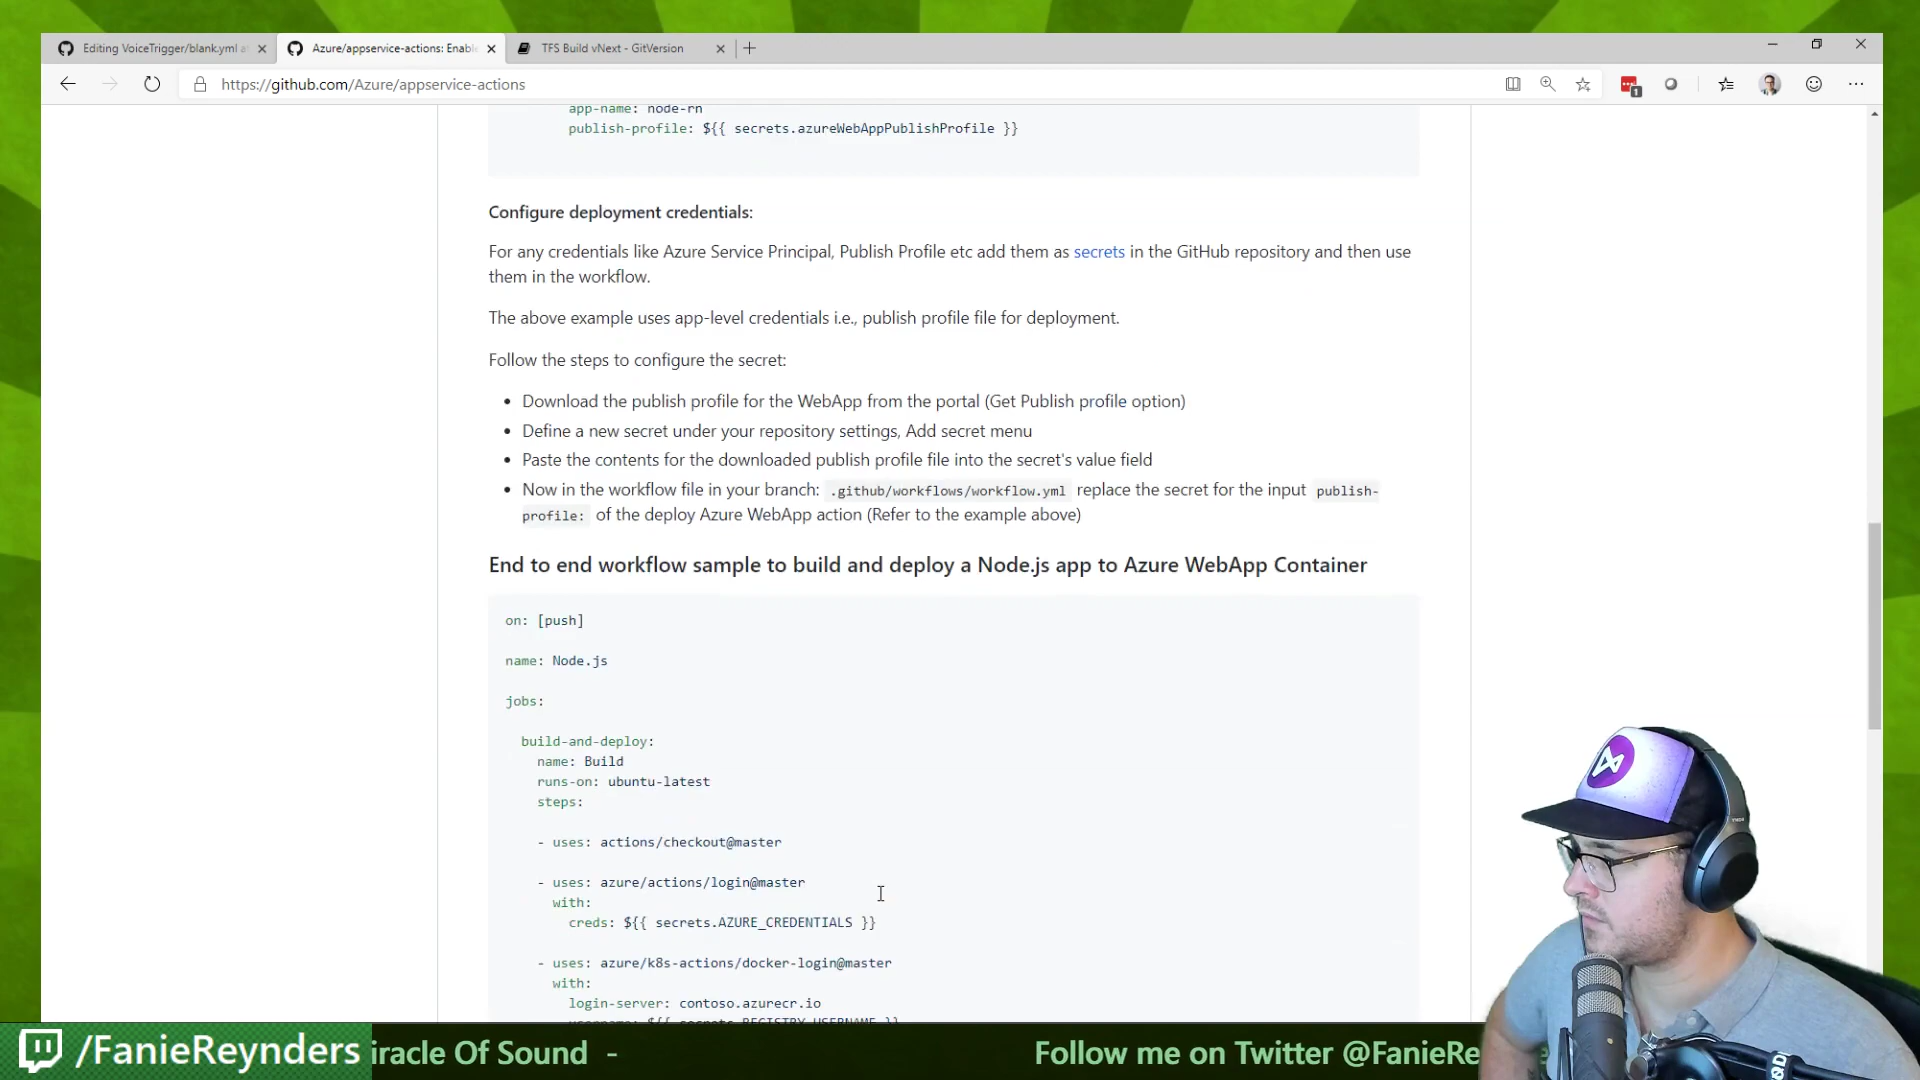 Editing VoiceTrigger/blank.yml a
Azure/appservice-actions: Enab
TFS Build vNext - GitVersion
https://github.com/Azure/appservice-actions
app-name: node-rn
publish-profile: ${{ secrets.azureWebAppPublishProfile }}
Configure deployment credentials:
For any credentials like Azure Service Principal, Publish Profile etc add them as secrets in the GitHub repository and then use
them in the workflow.
The above example uses app-level credentials i.e., publish profile file for deployment.
Follow the steps to configure the secret:
• Download the publish profile for the WebApp from the portal (Get Publish profile option)
• Define a new secret under your repository settings, Add secret menu
• Paste the contents for the downloaded publish profile file into the secret's value field
• Now in the workflow file in your branch: .github/workflows/workflow.yml replace the secret for the input publish-
profile: of the deploy Azure WebApp action (Refer to the example above)
End to end workflow sample to build and deploy a Node.js app to Azure WebApp Container
on: [push]
name: Node.js
jobs:
build-and-deploy:
name: Build
runs-on: ubuntu-latest
steps:
- uses: actions/checkout@master
- uses: azure/actions/login@master
with:
creds: ${{ secrets.AZURE_CREDENTIALS }}
- uses: azure/k8s-actions/docker-login@master
with:
login-server: contoso.azurecr.io
username: ${{ secrets.REGISTRY_USERNAME }}
/FanieReynders
iracle Of Sound -
Follow me on Twitter @FanieRe